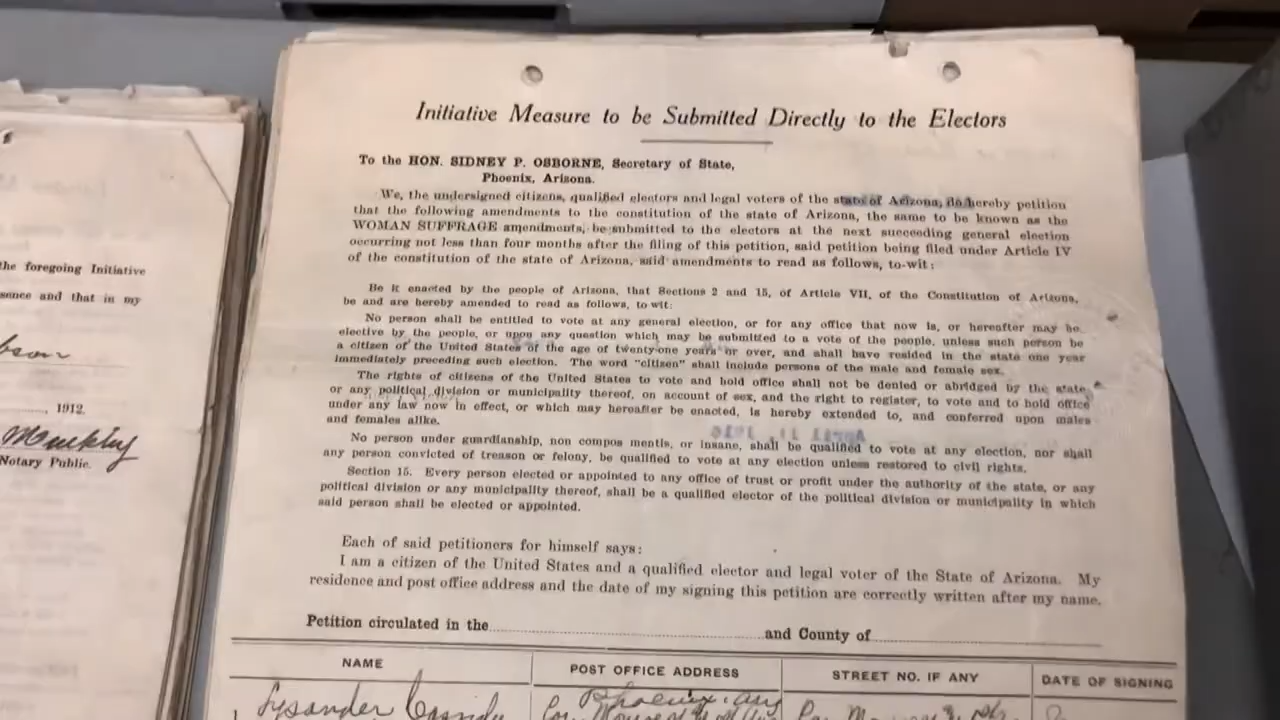 the foregoing Initiative
sence and that in my
1912.
Notary Public.
Initiative Measure to be Submitted Directly to the Electors
To the HON. SIDNEY P. OSBORNE, Secretary of State,
Phoenix, Arizona.
We, the undersigned citizens, qualified electors and legal voters of the state of Arizona, do hereby petition
that the following amendments to the constitution of the state of Arizona, the same to be known as the
WOMAN SUFFRAGE amendments, be submitted to the electors at the next succeeding general election
occurring not less than four months after the filing of this petition, said petition being filed under Article IV
of the constitution of the state of Arizona, said amendments to read as follows, to-wit:
Be it enacted by the people of Arizona, that Sections 2 and 15, of Article VII, of the Constitution of Arizona,
be and are hereby amended to read as follows, to wit:
No person shall be entitled to vote at any general election, or for any office that now is, or hereafter may be
elective by the people, or upon any question which may be submitted to a vote of the people, unless such person be
a citizen of the United States of the age of twenty-one years or over, and shall have resided in the state one year
immediately preceding such election. The word "citizen" shall include persons of the male and female sex.
The rights of citizens of the United States to vote and hold office shall not be denied or abridged by the state
or any political division or municipality thereof, on account of sex, and the right to register, to vote and to hold office
under any law now in effect, or which may hereafter be enacted, is hereby extended to, and conferred upon males
and females alike.
No person under guardianship, non compos mentis, or insane, shall be qualified to vote at any election, nor shall
any person convicted of treason or felony, be qualified to vote at any election unless restored to civil rights.
Section 15. Every person elected or appointed to any office of trust or profit under the authority of the state, or any
political division or any municipality thereof, shall be a qualified elector of the political division or municipality in which
said person shall be elected or appointed.
Each of said petitioners for himself says:
I am a citizen of the United States and a qualified elector and legal voter of the State of Arizona. My
residence and post office address and the date of my signing this petition are correctly written after my name.
Petition circulated in the and County of
NAME POST OFFICE ADDRESS STREET NO. IF ANY DATE OF SIGNING
Lysander Cassidy Phoenix, Ariz